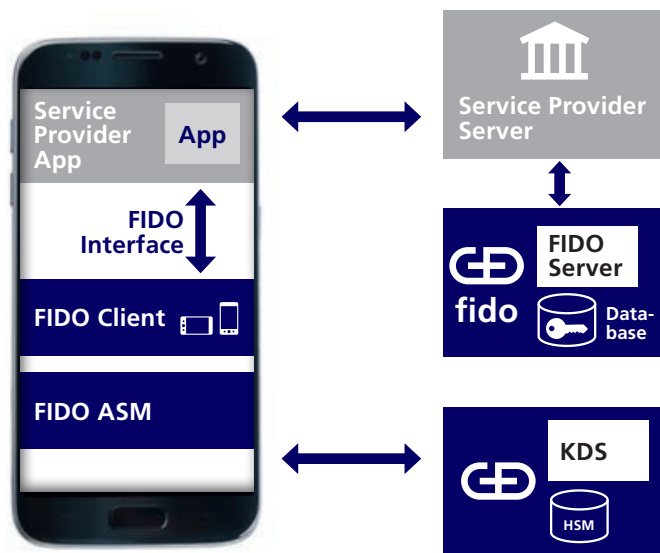 Service
Provider
App
App
FIDO
Interface
FIDO Client
FIDO ASM
Service Provider
Server
FIDO
Server
fido
Data-
base
KDS
HSM